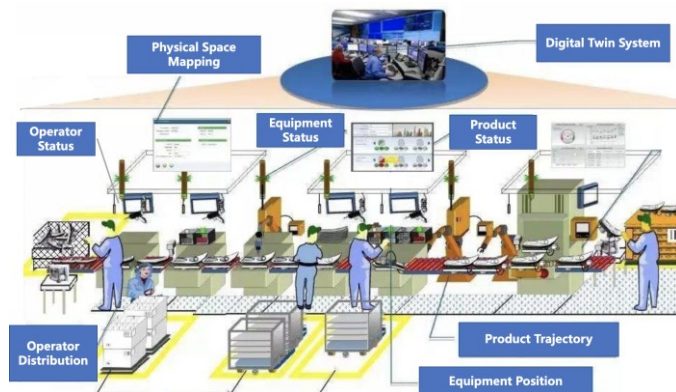 Physical Space
Mapping
Digital Twin System
Operator
Status
Equipment
Status
Product
Status
Operator
Distribution
Product Trajectory
Equipment Position